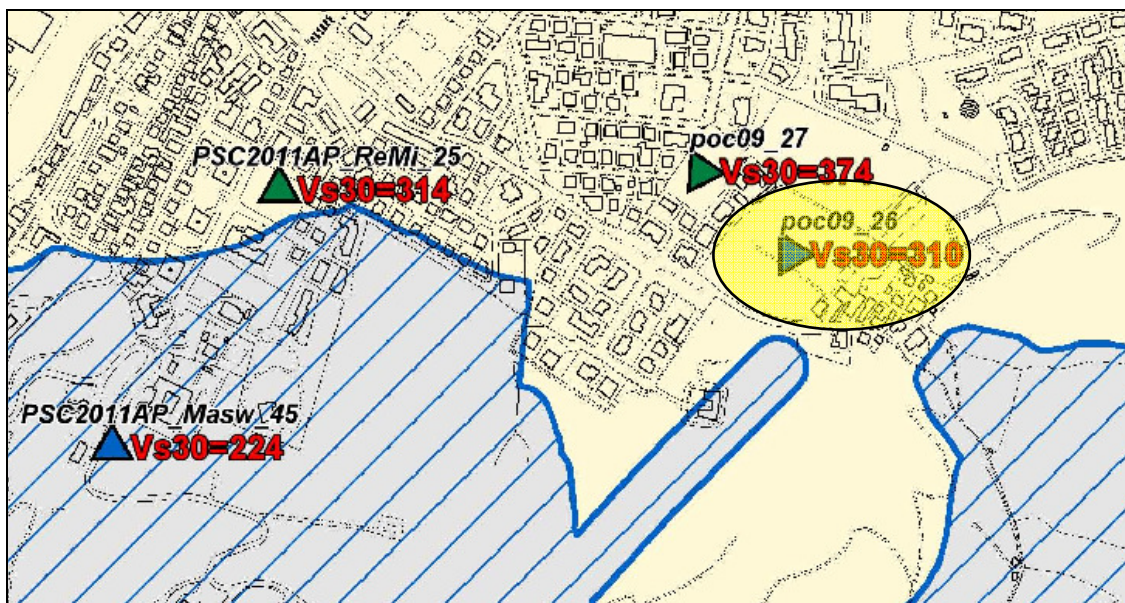 poc09_27
Vs30=374
PSC2011AP_ReMi_25
Vs30=314
poc09_26
Vs30=310
PSC2011AP_Masw_45
Vs30=224